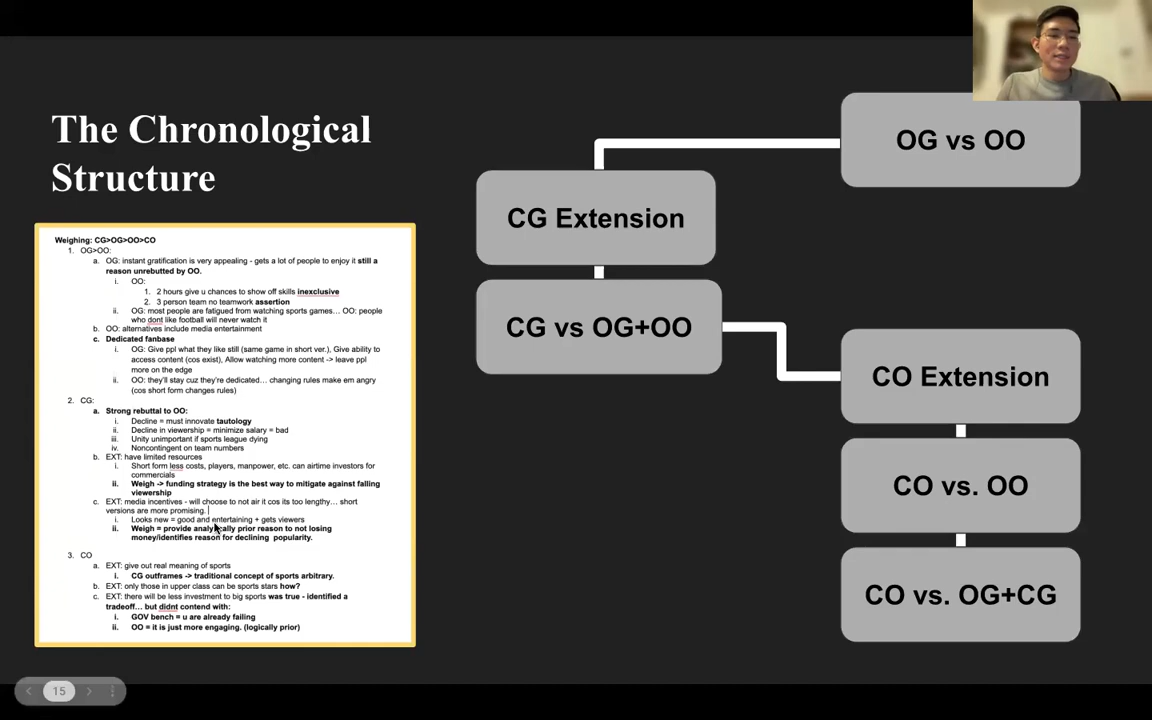 The Chronological
Structure
Weighing: CG>OG>OO>CO
1. OG>OO:
a. OG: instant gratification is very appealing - gets a lot of people to enjoy it still a
reason unrebutted by OO.
i. OO:
1. 2 hours give u chances to show off skills inexclusive
2. 3 person team no teamwork assertion
ii. OG: most people are fatigued from watching sports games... OO: people
who dont like football will never watch it
b. OO: alternatives include media entertainment
c. Dedicated fanbase
i. OG: Give ppl what they like still (same game in short ver.), Give ability to
access content (cos exist), Allow watching more content -> leave ppl
more on the edge
ii. OO: they'll stay cuz they're dedicated... changing rules make em angry
(cos short form changes rules)
2. CG:
a. Strong rebuttal to OO:
i. Decline = must innovate tautology
ii. Decline in viewership = minimize salary = bad
iii. Unity unimportant if sports league dying
iv. Noncontingent on team numbers
b. EXT: have limited resources
i. Short form less costs, players, manpower, etc. can airtime investors for
commercials
ii. Weigh -> funding strategy is the best way to mitigate against falling
viewership
c. EXT: media incentives - will choose to not air it cos its too lengthy... short
versions are more promising.
i. Looks new = good and entertaining + gets viewers
ii. Weigh = provide analytically prior reason to not losing
money/identifies reason for declining popularity.
3. CO
a. EXT: give out real meaning of sports
i. CG outframes -> traditional concept of sports arbitrary.
b. EXT: only those in upper class can be sports stars how?
c. EXT: there will be less investment to big sports was true - identified a
tradeoff... but didnt contend with:
i. GOV bench = u are already failing
ii. OO = it is just more engaging. (logically prior)
OG vs OO
CG Extension
CG vs OG+OO
CO Extension
CO vs. OO
CO vs. OG+CG
15